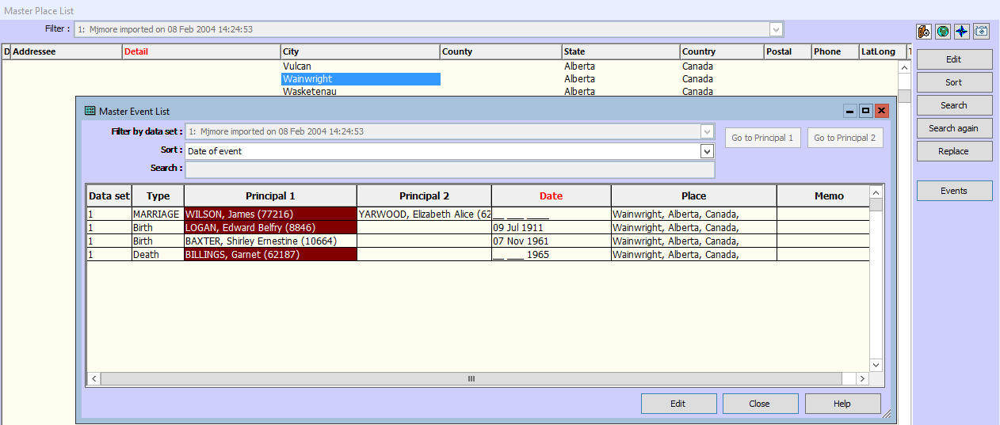 Master Place List
Filter : 1: Mjmore imported on 08 Feb 2004 14:24:53
D Addressee Detail City County State Country Postal Phone LatLong
Vulcan Alberta Canada
Wainwright Alberta Canada
Wasketenau Alberta Canada
Edit
Sort
Search
Search again
Replace
Events
Master Event List
Filter by data set : 1: Mjmore imported on 08 Feb 2004 14:24:53
Go to Principal 1 Go to Principal 2
Sort : Date of event
Search :
Data set Type Principal 1 Principal 2 Date Place Memo
1 MARRIAGE WILSON, James (77216) YARWOOD, Elizabeth Alice (62 __ ___ ____ Wainwright, Alberta, Canada,
1 Birth LOGAN, Edward Belfry (8846) 09 Jul 1911 Wainwright, Alberta, Canada,
1 Birth BAXTER, Shirley Ernestine (10664) 07 Nov 1961 Wainwright, Alberta, Canada,
1 Death BILLINGS, Garnet (62187) __ ___ 1965 Wainwright, Alberta, Canada,
Edit Close Help